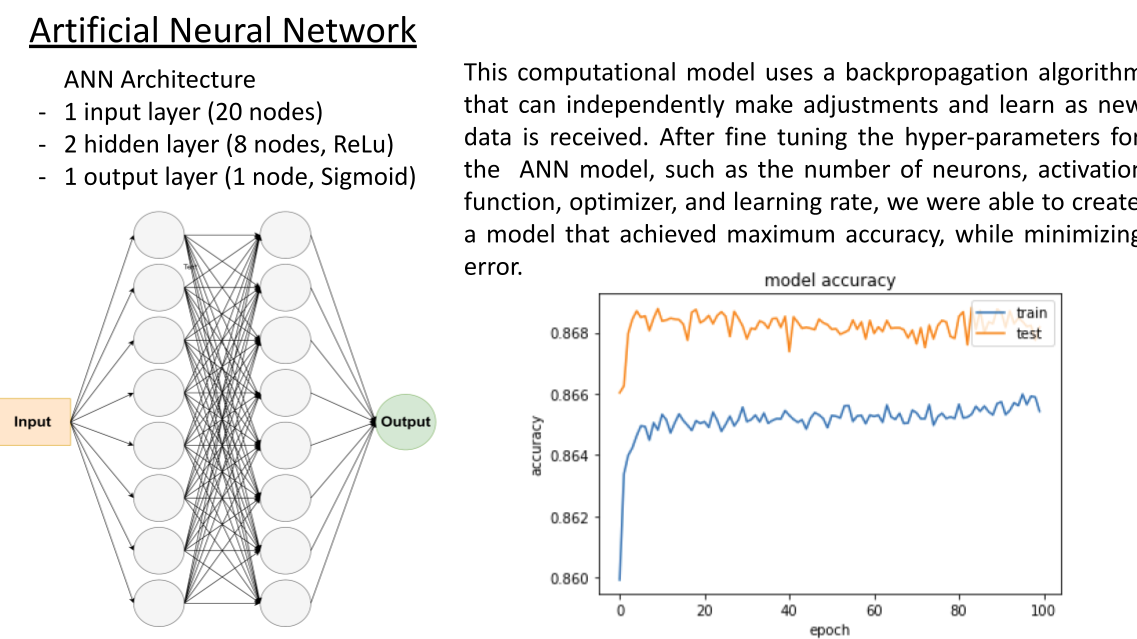 Artificial Neural Network
ANN Architecture
- 1 input layer (20 nodes)
- 2 hidden layer (8 nodes, ReLu)
- 1 output layer (1 node, Sigmoid)
This computational model uses a backpropagation algorithm
that can independently make adjustments and learn as new
data is received. After fine tuning the hyper-parameters for
the ANN model, such as the number of neurons, activation
function, optimizer, and learning rate, we were able to create
a model that achieved maximum accuracy, while minimizing
error.
Text
Input
Output
model accuracy
train
test
accuracy
0.868
0.866
0.864
0.862
0.860
0 20 40 60 80 100
epoch